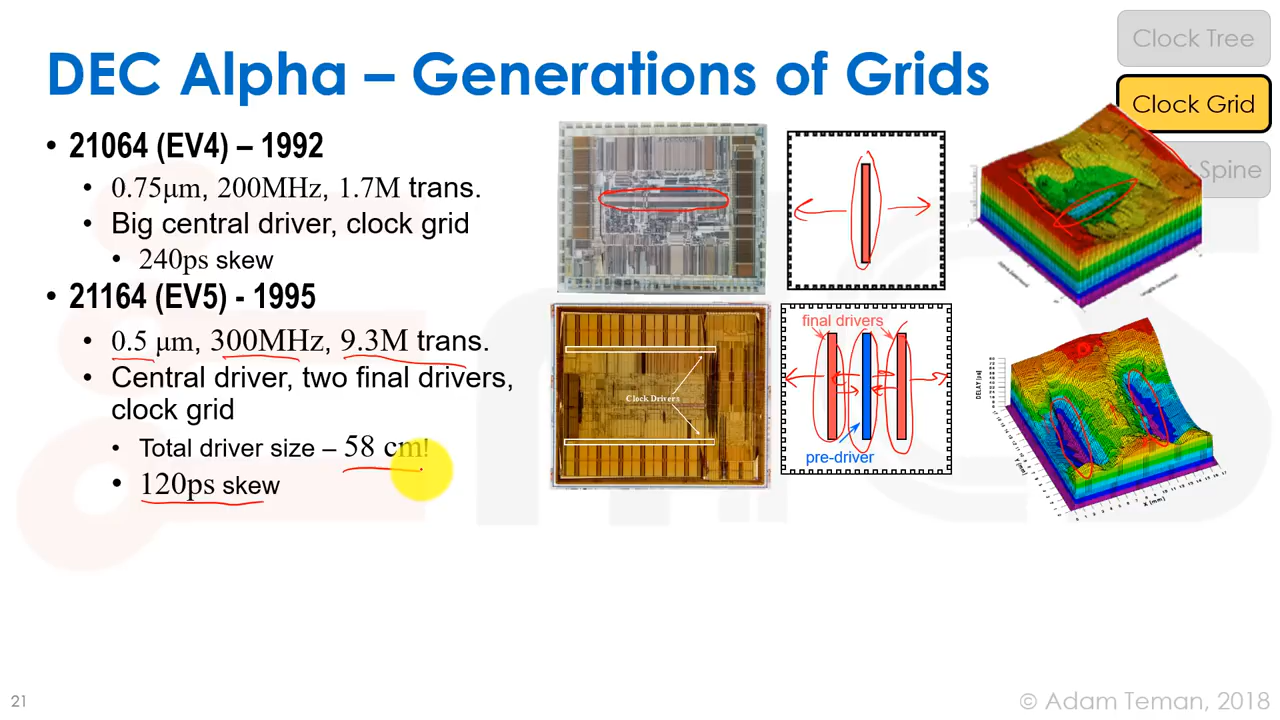 DEC Alpha – Generations of Grids
Clock Tree
Clock Grid
Spine
• 21064 (EV4) – 1992
• 0.75μm, 200MHz, 1.7M trans.
• Big central driver, clock grid
• 240ps skew
• 21164 (EV5) - 1995
• 0.5 μm, 300MHz, 9.3M trans.
• Central driver, two final drivers,
clock grid
• Total driver size – 58 cm!
• 120ps skew
Clock Drivers
final drivers
pre-driver
21
© Adam Teman, 2018